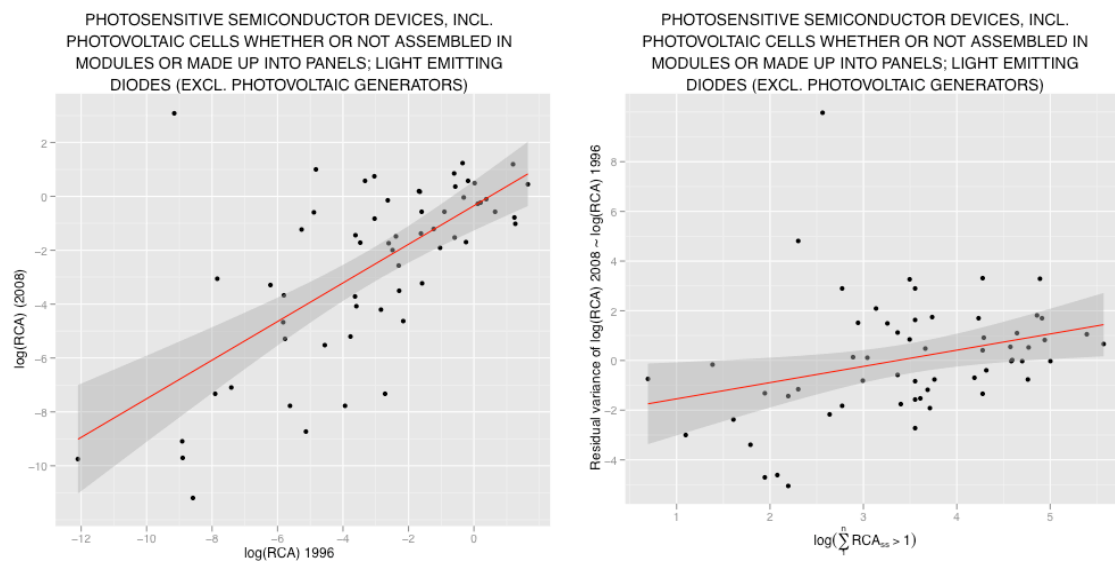 PHOTOSENSITIVE SEMICONDUCTOR DEVICES, INCL.
PHOTOVOLTAIC CELLS WHETHER OR NOT ASSEMBLED IN
MODULES OR MADE UP INTO PANELS; LIGHT EMITTING
DIODES (EXCL. PHOTOVOLTAIC GENERATORS)
log(RCA) (2008)
2
0
−2
−4
−6
−8
−10
−12 −10 −8 −6 −4 −2 0
log(RCA) 1996
PHOTOSENSITIVE SEMICONDUCTOR DEVICES, INCL.
PHOTOVOLTAIC CELLS WHETHER OR NOT ASSEMBLED IN
MODULES OR MADE UP INTO PANELS; LIGHT EMITTING
DIODES (EXCL. PHOTOVOLTAIC GENERATORS)
Residual variance of log(RCA) 2008 ~ log(RCA) 1996
8
6
4
2
0
−2
−4
1 2 3 4 5
log(∑ⁿ₁ RCAss > 1)